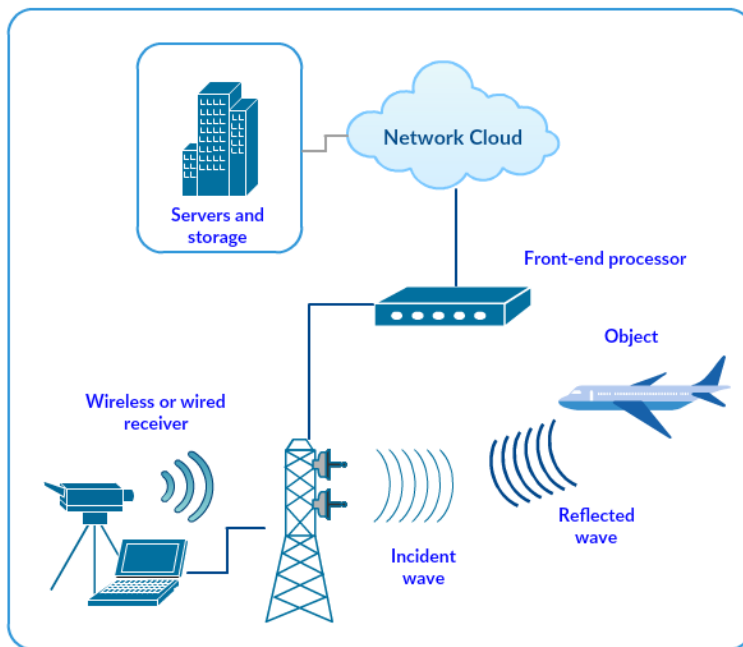 Network Cloud
Servers and
storage
Front-end processor
Object
Wireless or wired
receiver
Reflected
wave
Incident
wave